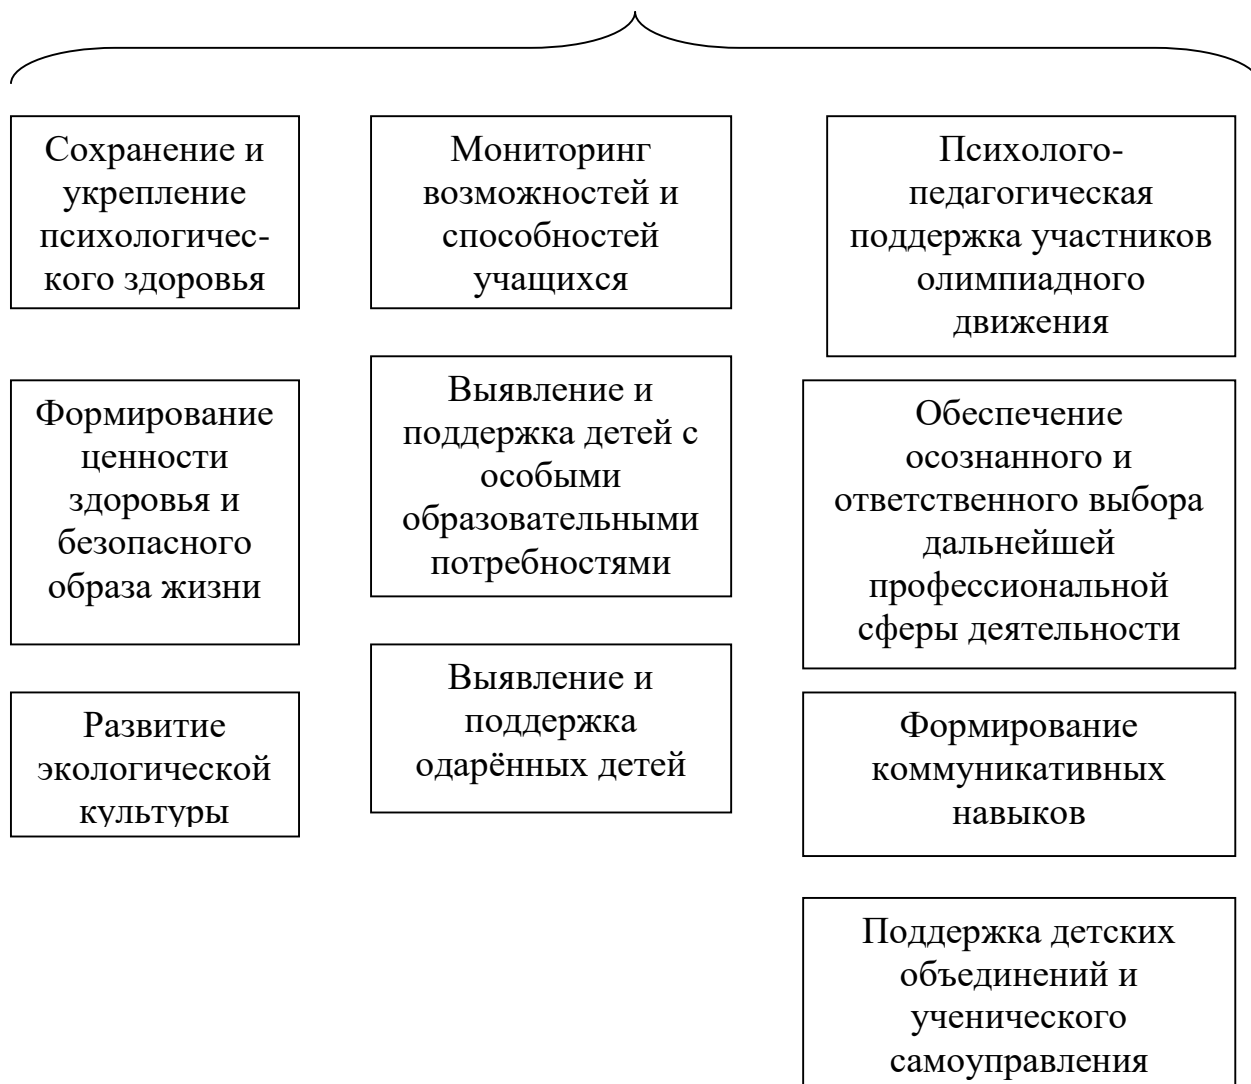 Сохранение и
укрепление
психологичес-
кого здоровья
Формирование
ценности
здоровья и
безопасного
образа жизни
Развитие
экологической
культуры
Мониторинг
возможностей и
способностей
учащихся
Выявление и
поддержка детей с
особыми
образовательными
потребностями
Выявление и
поддержка
одарённых детей
Психолого-
педагогическая
поддержка участников
олимпиадного
движения
Обеспечение
осознанного и
ответственного выбора
дальнейшей
профессиональной
сферы деятельности
Формирование
коммуникативных
навыков
Поддержка детских
объединений и
ученического
самоуправления